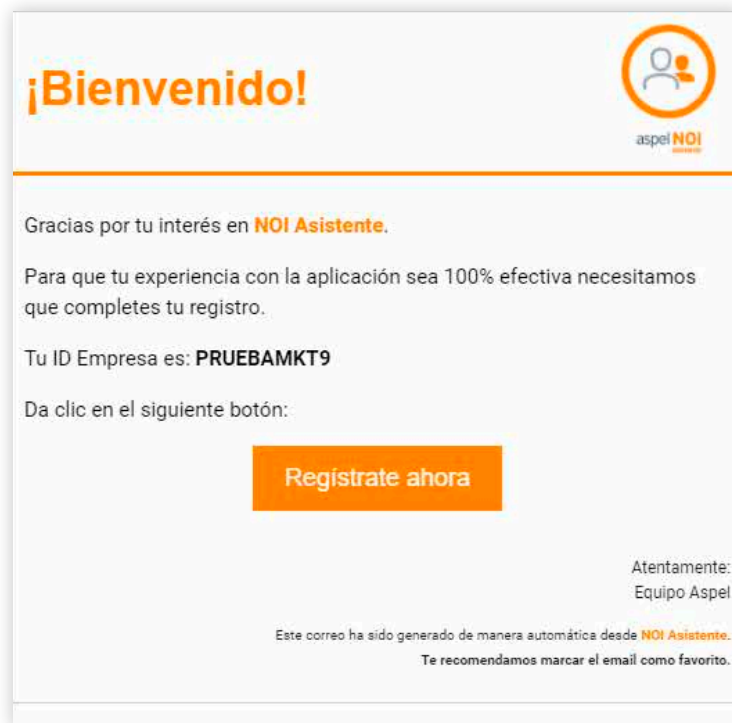 ¡Bienvenido!
aspel NOI
Gracias por tu interés en NOI Asistente.
Para que tu experiencia con la aplicación sea 100% efectiva necesitamos
que completes tu registro.
Tu ID Empresa es: PRUEBAMKT9
Da clic en el siguiente botón:
Regístrate ahora
Atentamente:
Equipo Aspel
Este correo ha sido generado de manera automática desde NOI Asistente.
Te recomendamos marcar el email como favorito.